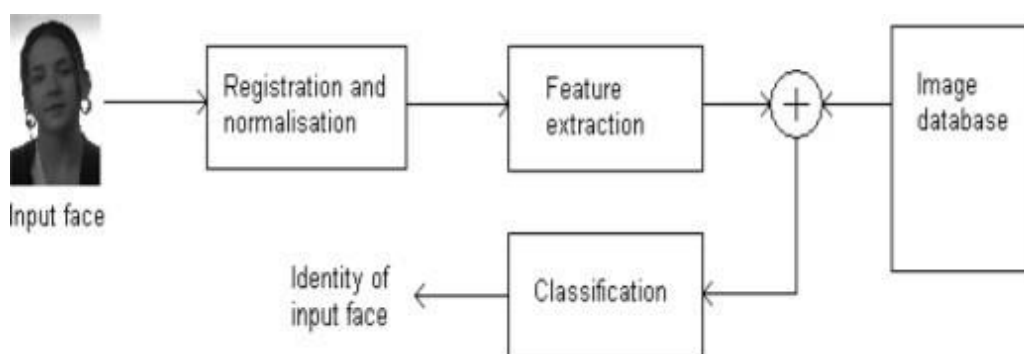 Registration and
normalisation
Feature
extraction
+
Image
database
Input face
Classification
Identity of
input face